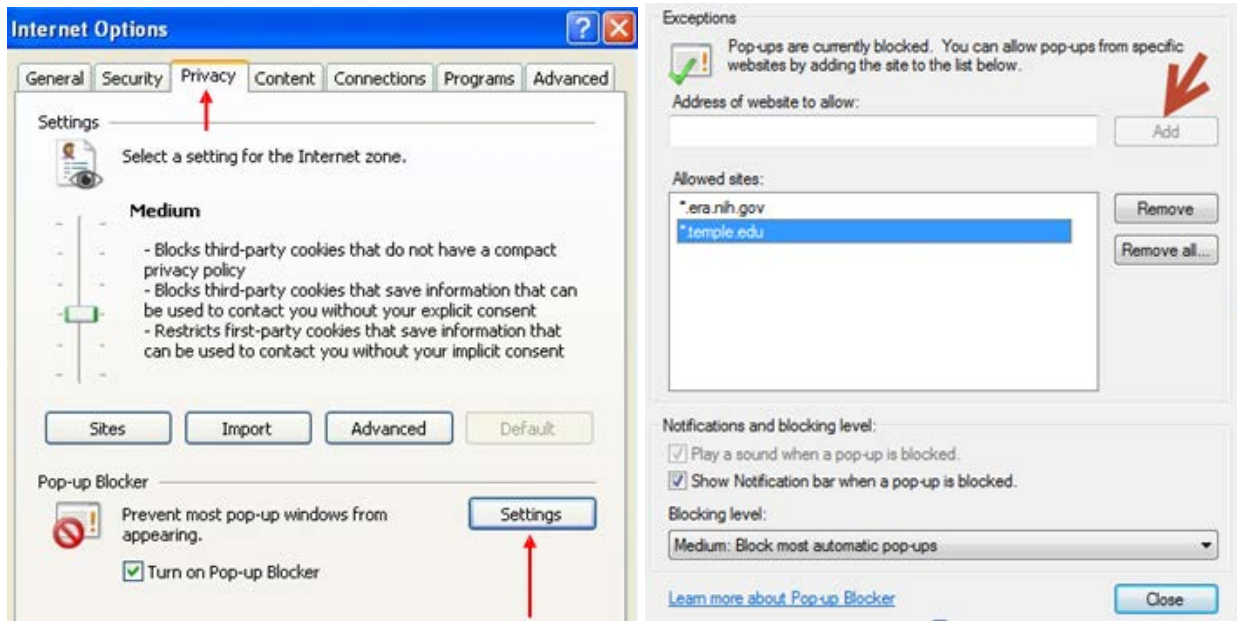 Internet Options
General Security Privacy Content Connections Programs Advanced
Settings
Select a setting for the Internet zone.
Medium
- Blocks third-party cookies that do not have a compact
privacy policy
- Blocks third-party cookies that save information that can
be used to contact you without your explicit consent
- Restricts first-party cookies that save information that
can be used to contact you without your implicit consent
Sites Import Advanced Default
Pop-up Blocker
Prevent most pop-up windows from
appearing.
Settings
Turn on Pop-up Blocker
Exceptions
Pop-ups are currently blocked. You can allow pop-ups from specific
websites by adding the site to the list below.
Address of website to allow:
Add
Allowed sites:
*.era.nih.gov
*.temple.edu
Remove
Remove all...
Notifications and blocking level:
Play a sound when a pop-up is blocked.
Show Notification bar when a pop-up is blocked.
Blocking level:
Medium: Block most automatic pop-ups
Learn more about Pop-up Blocker
Close